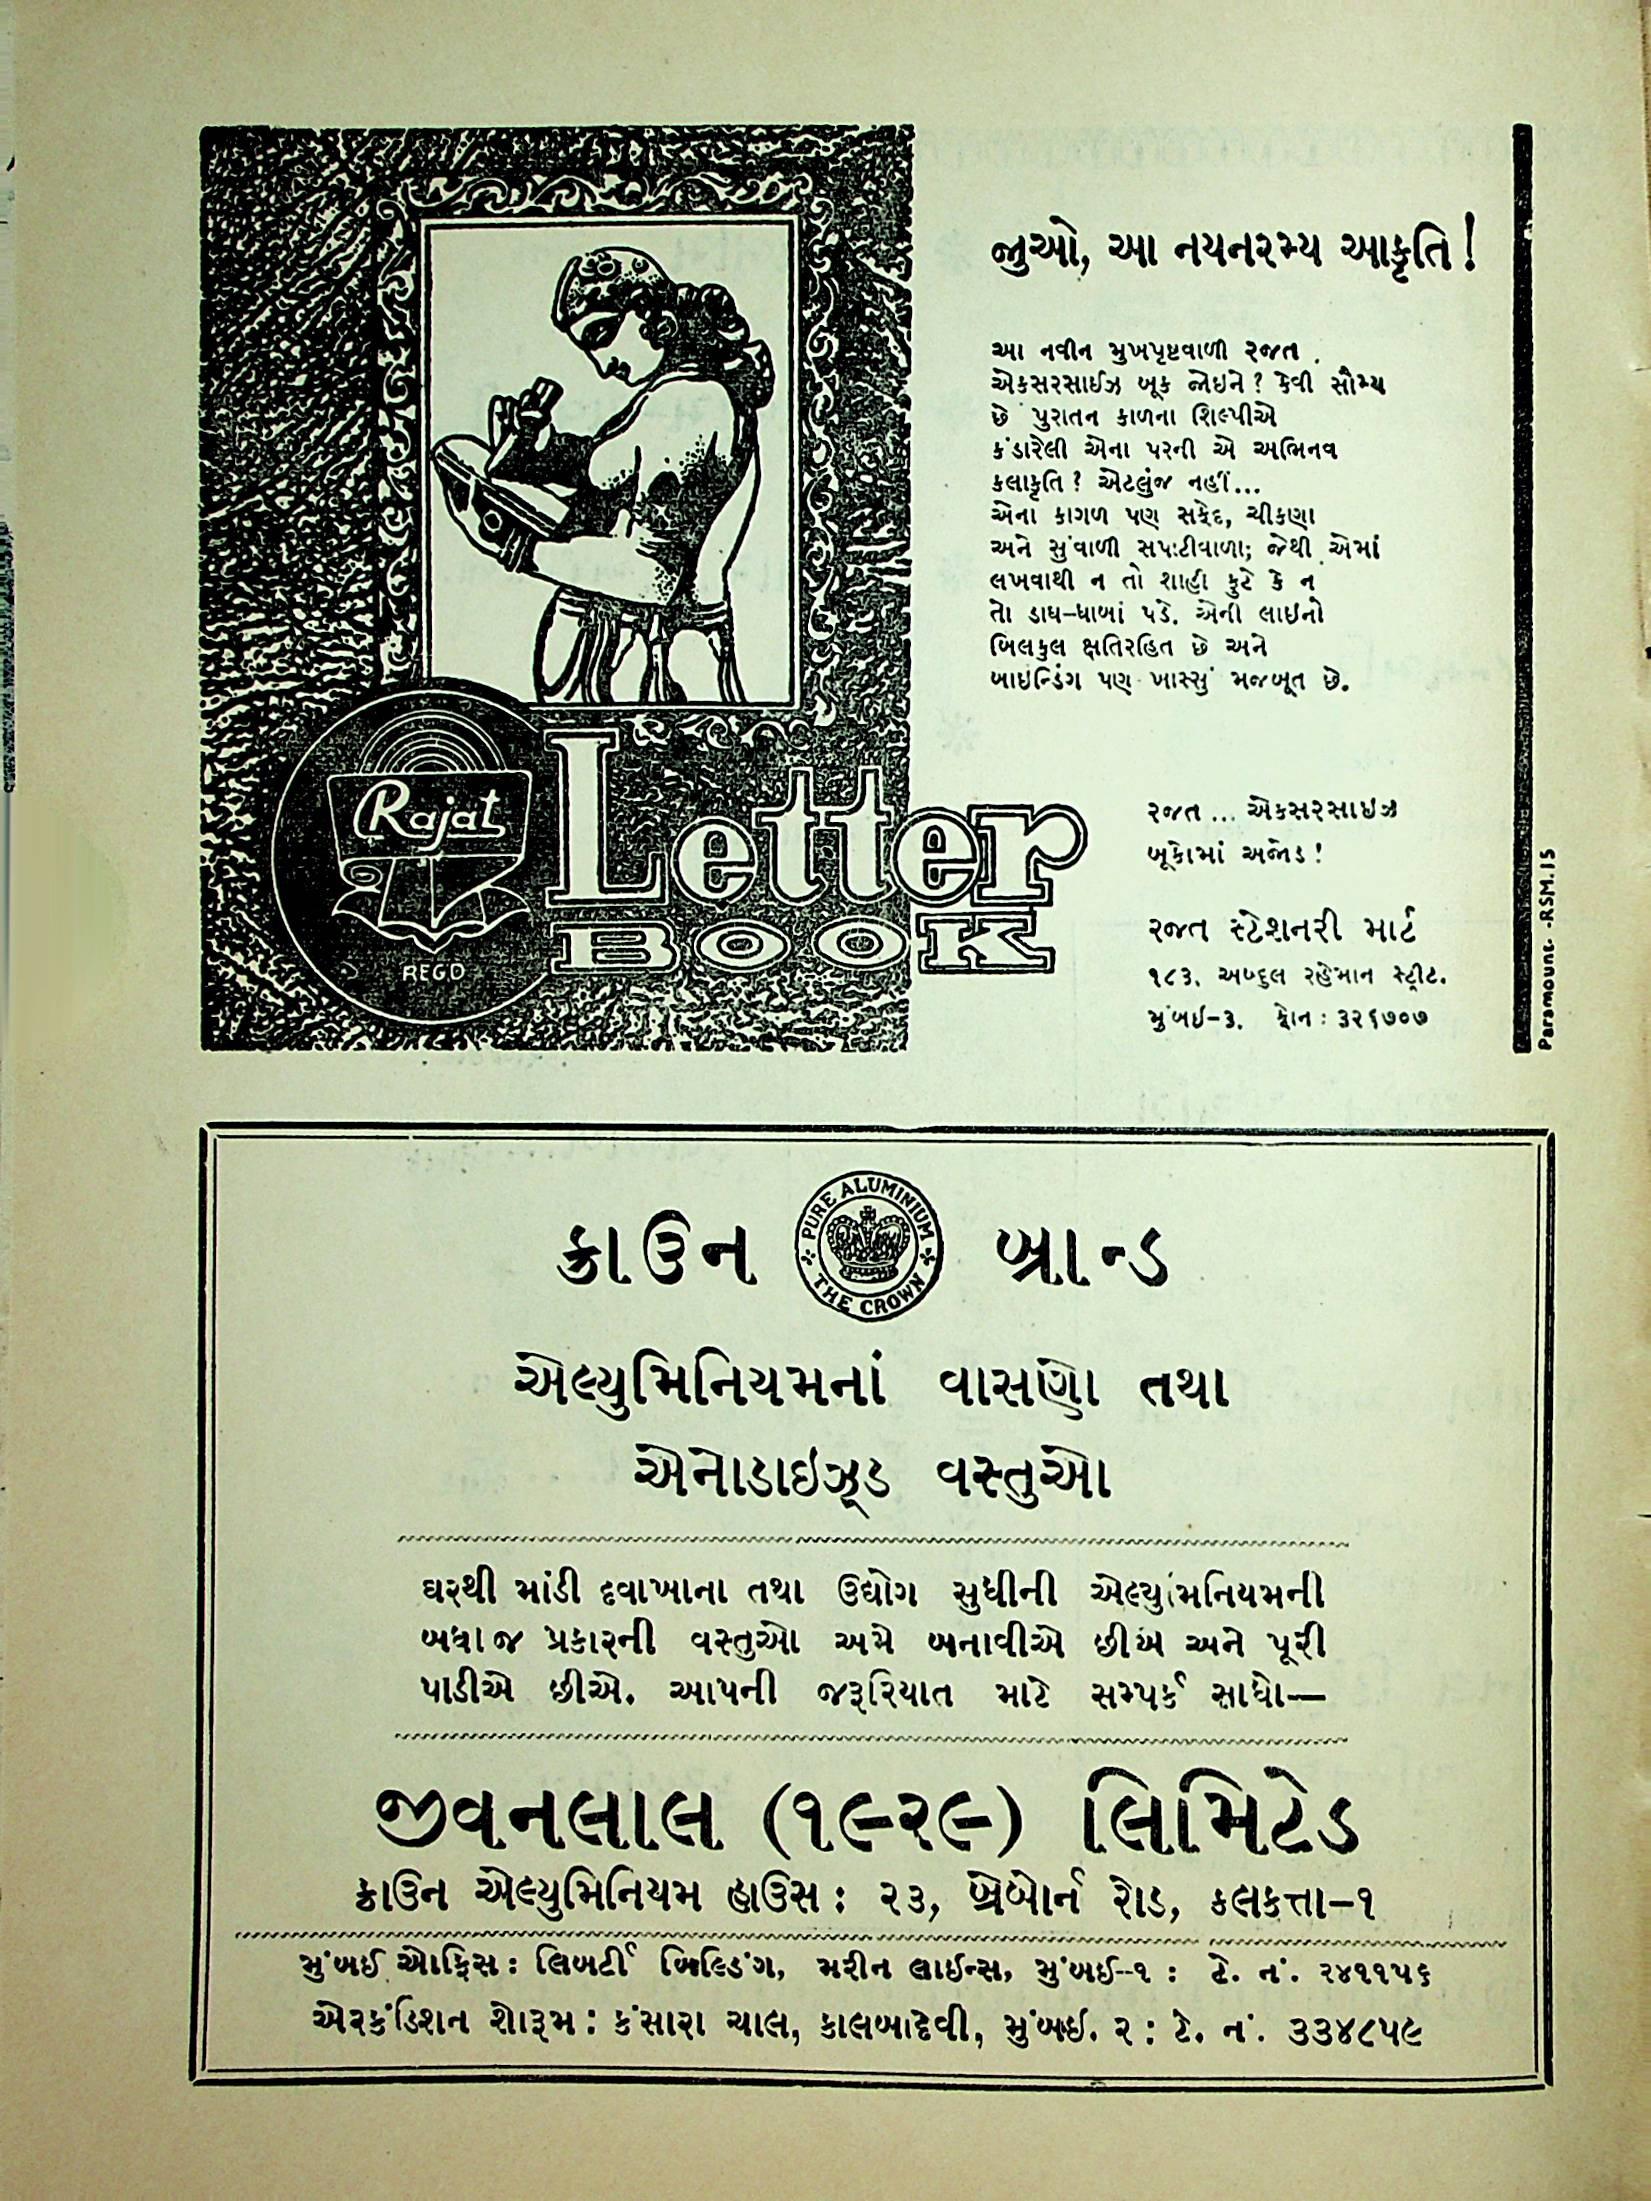 જુઓ, આ નયનરમ્ય આકૃતિ!
આ નવીન મુખપૃષ્ટવાળી રજત
એકસરસાઈઝ બૂક જોઇને? કેવી સૌમ્ય
છે પુરાતન કાળના શિલ્પીએ
કંડારેલી એના પરની એ અભિનવ
કલાકૃતિ? એટલુંજ નહીં...
એના કાગળ પણ સફેદ, ચીકણા
અને સુંવાળી સપાટીવાળા; જેથી એમાં
લખવાથી ન તો શાહી ફુટે કે ન
તો ડાઘ-ધાબાં પડે. એની લાઇનો
બિલકુલ ક્ષતિરહિત છે અને
બાઇન્ડિંગ પણ ખાસ્સું મજબૂત છે.
Rajat
REGD
Letter
BOOK
રજત ... એકસરસાઇઝ
બૂકોમાં અજોડ!
રજત સ્ટેશનરી માર્ટ
૧૮૩. અબ્દુલ રહેમાન સ્ટ્રીટ.
મુંબઇ-૩. ફોન : ૩૨૬૭૦૭
Paramount -RSM.15
ક્રાઉન બ્રાન્ડ
PURE ALUMINIUM
THE CROWN
એલ્યુમિનિયમનાં વાસણો તથા
એનોડાઇઝ્ડ વસ્તુઓ
ઘરથી માંડી દવાખાના તથા ઉદ્યોગ સુધીની એલ્યુમિનિયમની
બધાજ પ્રકારની વસ્તુઓ અમે બનાવીએ છીએ અને પૂરી
પાડીએ છીએ. આપની જરૂરિયાત માટે સમ્પર્ક સાધો—
જીવનલાલ (૧૯૨૯) લિમિટેડ
ક્રાઉન એલ્યુમિનિયમ હાઉસ : ૨૩, બ્રેબોર્ન રોડ, કલકત્તા-૧
મુંબઈ ઓફિસ : લિબર્ટી બિલ્ડિંગ, મરીન લાઇન્સ, મુંબઈ-૧ : ટે. નં. ૨૪૧૧૫૬
એરકંડિશન શોરૂમ : કંસારા ચાલ, કાલબાદેવી, મુંબઈ. ૨ : ટે. નં. ૩૩૪૮૫૯